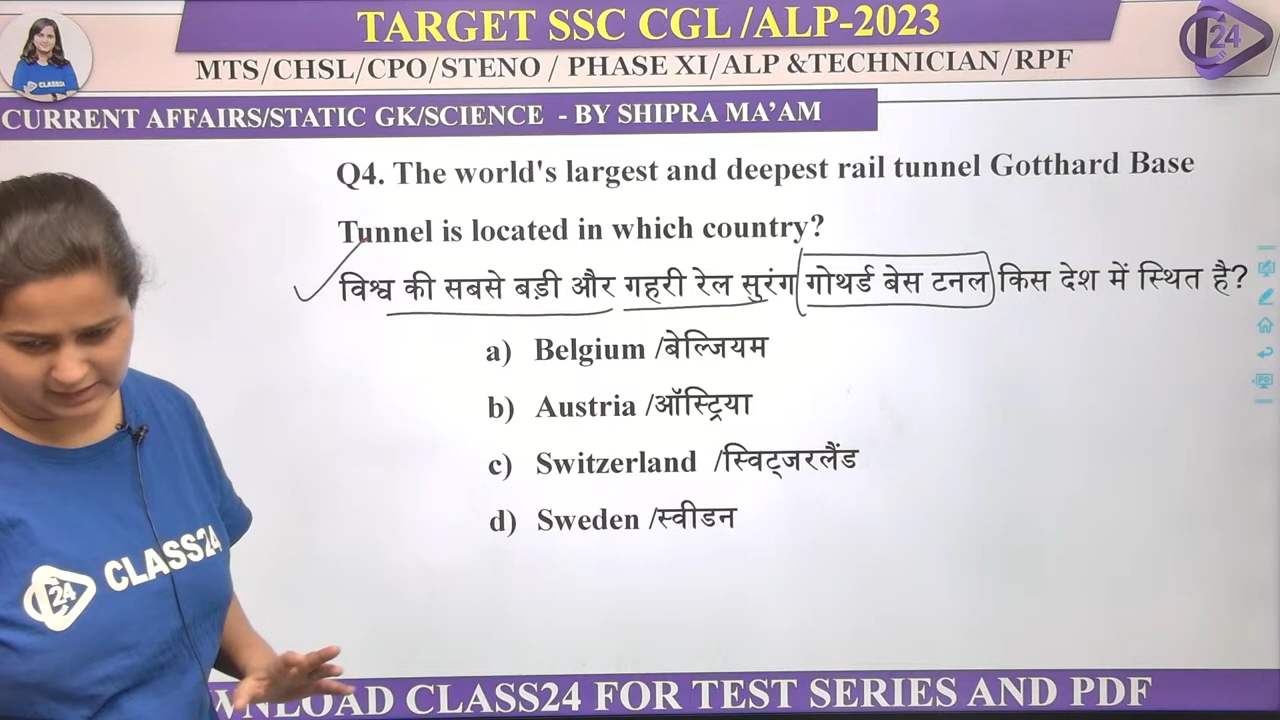 TARGET SSC CGL /ALP-2023
24
MTS/CHSL/CPO/STENO / PHASE XI/ALP &TECHNICIAN/RPF
CLASS24
CURRENT AFFAIRS/STATIC GK/SCIENCE - BY SHIPRA MA'AM
Q4. The world's largest and deepest rail tunnel Gotthard Base
Tunnel is located in which country?
विश्व की सबसे बड़ी और गहरी रेल सुरंग गोथर्ड बेस टनल किस देश में स्थित है?
a) Belgium /बेल्जियम
b) Austria /ऑस्ट्रिया
c) Switzerland /स्विट्जरलैंड
d) Sweden /स्वीडन
24 CLASS24
WNLOAD CLASS24 FOR TEST SERIES AND PDF